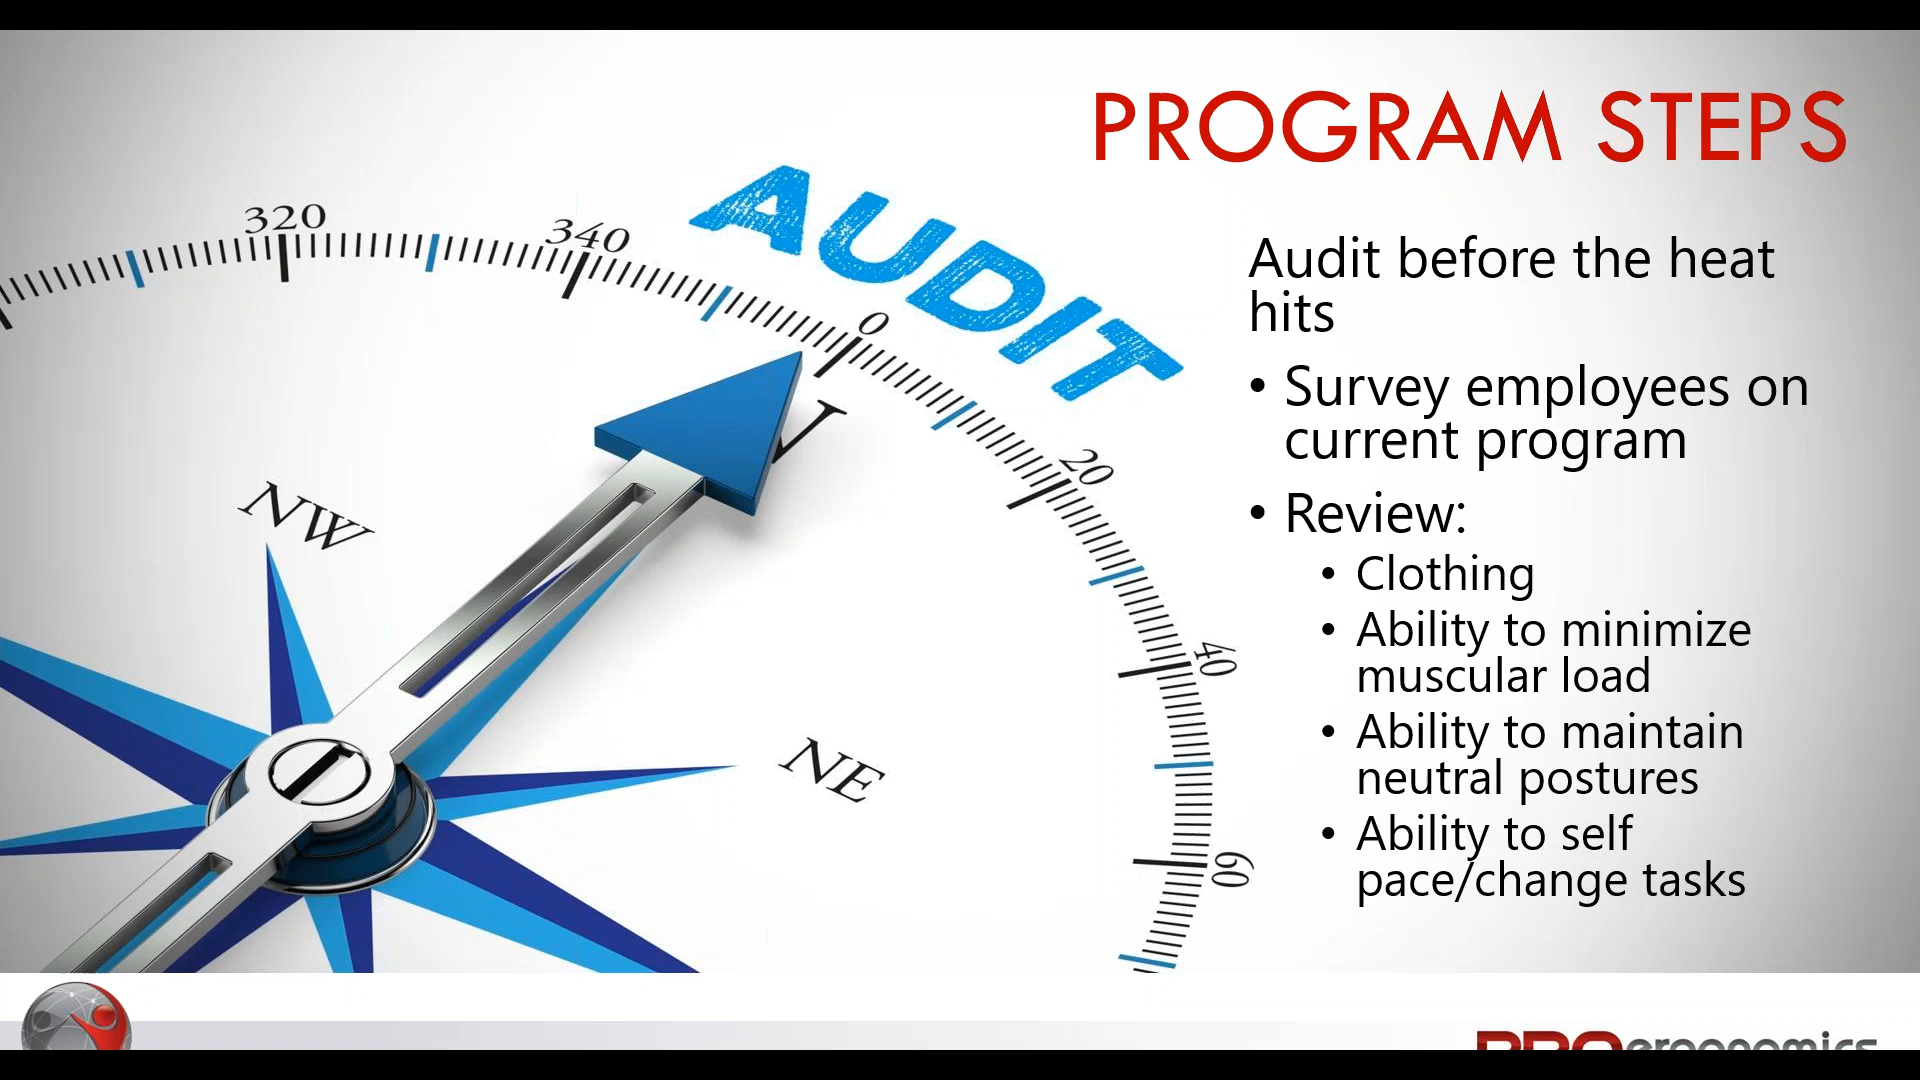 PROGRAM STEPS
AUDIT
320
340
0
20
40
60
NW
NE
Audit before the heat
hits
• Survey employees on
current program
• Review:
• Clothing
• Ability to minimize
muscular load
• Ability to maintain
neutral postures
• Ability to self
pace/change tasks
PROergonomics